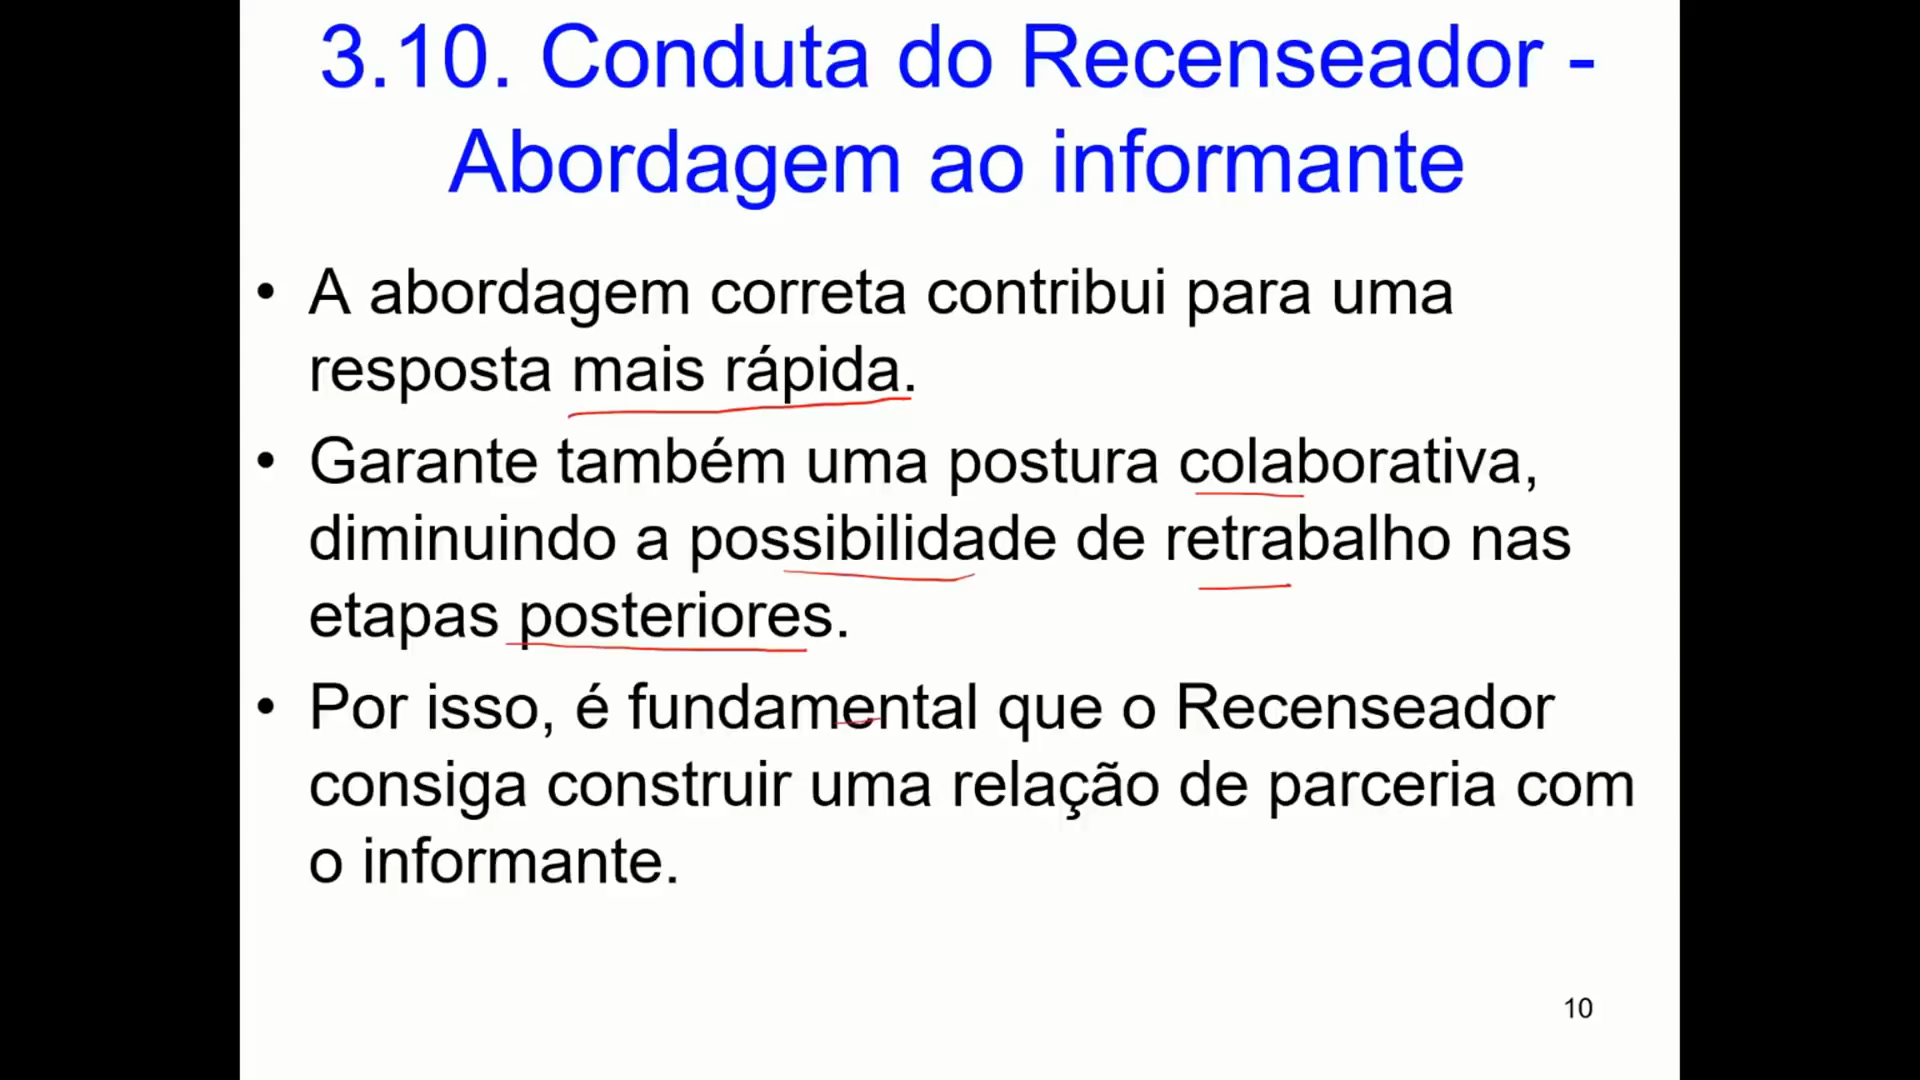 3.10. Conduta do Recenseador -
Abordagem ao informante
• A abordagem correta contribui para uma
resposta mais rápida.
• Garante também uma postura colaborativa,
diminuindo a possibilidade de retrabalho nas
etapas posteriores.
• Por isso, é fundamental que o Recenseador
consiga construir uma relação de parceria com
o informante.
10